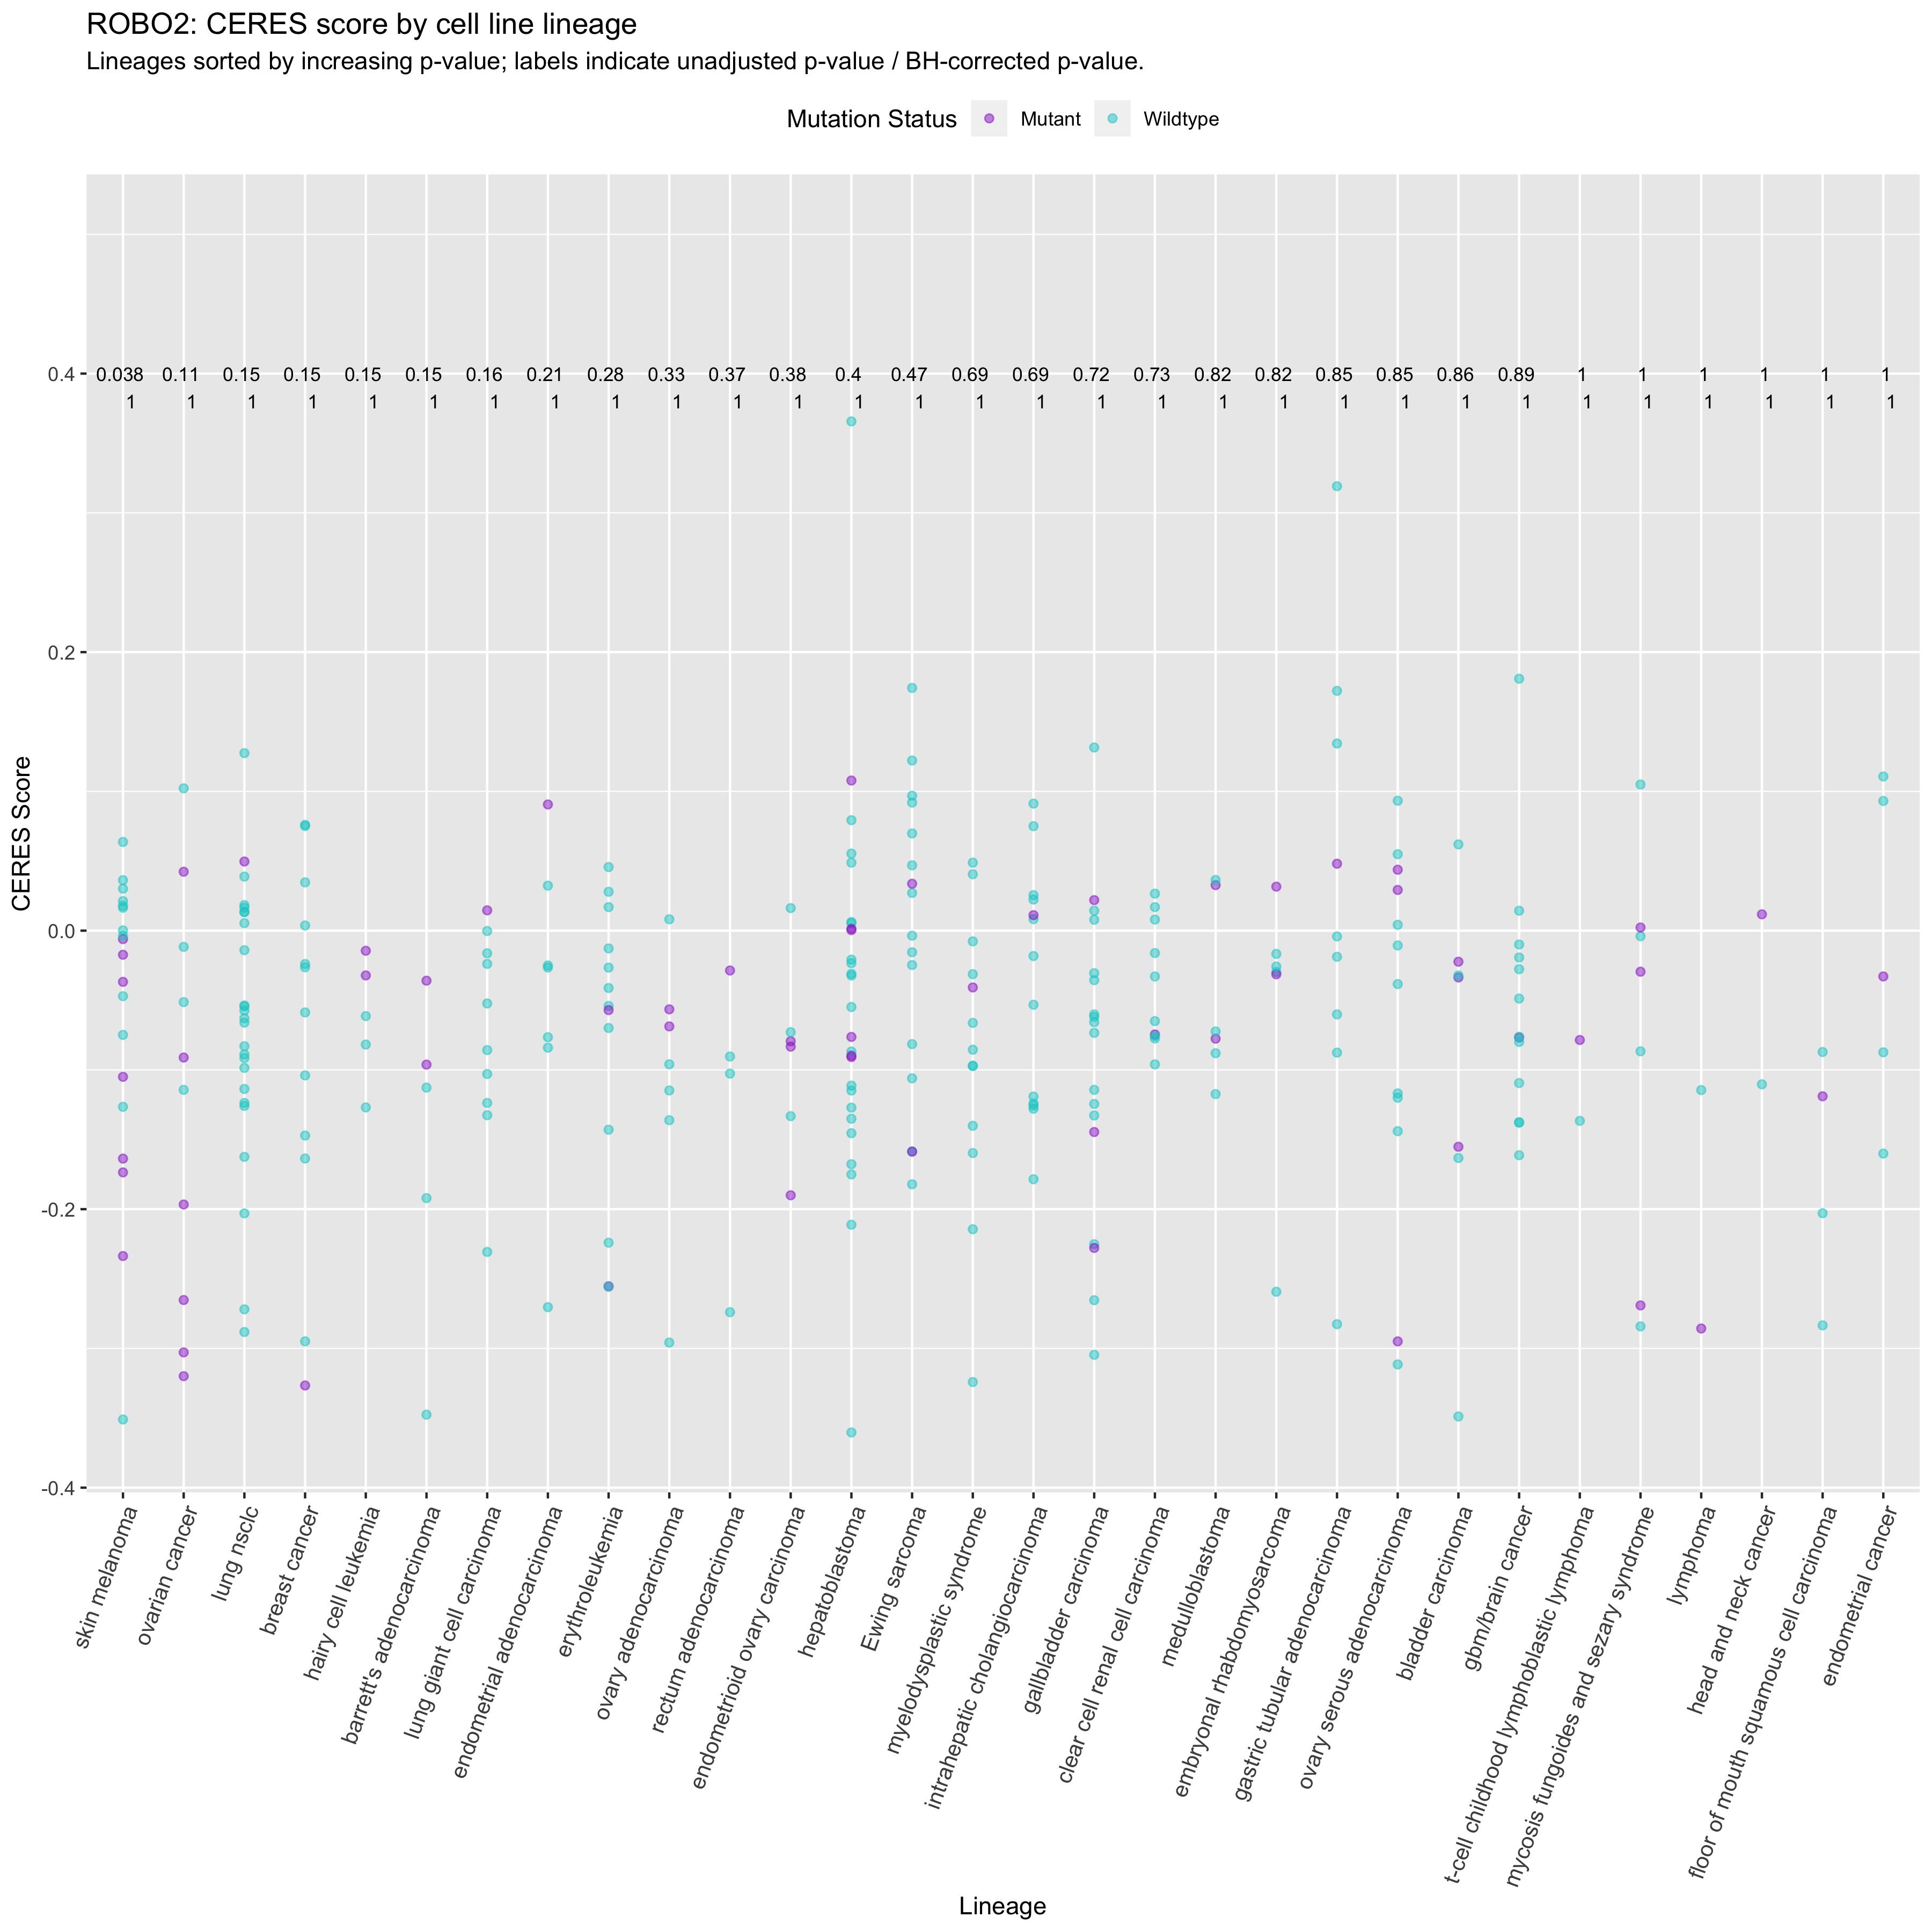 ROBO2: CERES score by cell line lineage
Lineages sorted by increasing p-value; labels indicate unadjusted p-value / BH-corrected p-value.
Mutation Status Mutant Wildtype
0.4
0.2
0.0
-0.2
-0.4
CERES Score
0.038 0.11 0.15 0.15 0.15 0.15 0.16 0.21 0.28 0.33 0.37 0.38 0.4 0.47 0.69 0.69 0.72 0.73 0.82 0.82 0.85 0.85 0.86 0.89 1 1 1 1 1 1
1 1 1 1 1 1 1 1 1 1 1 1 1 1 1 1 1 1 1 1 1 1 1 1 1 1 1 1 1 1
skin melanoma
ovarian cancer
lung nsclc
breast cancer
hairy cell leukemia
barrett's adenocarcinoma
lung giant cell carcinoma
endometrial adenocarcinoma
erythroleukemia
ovary adenocarcinoma
rectum adenocarcinoma
endometrioid ovary carcinoma
hepatoblastoma
Ewing sarcoma
myelodysplastic syndrome
intrahepatic cholangiocarcinoma
gallbladder carcinoma
clear cell renal cell carcinoma
medulloblastoma
embryonal rhabdomyosarcoma
gastric tubular adenocarcinoma
ovary serous adenocarcinoma
bladder carcinoma
gbm/brain cancer
t-cell childhood lymphoblastic lymphoma
mycosis fungoides and sezary syndrome
lymphoma
head and neck cancer
floor of mouth squamous cell carcinoma
endometrial cancer
Lineage